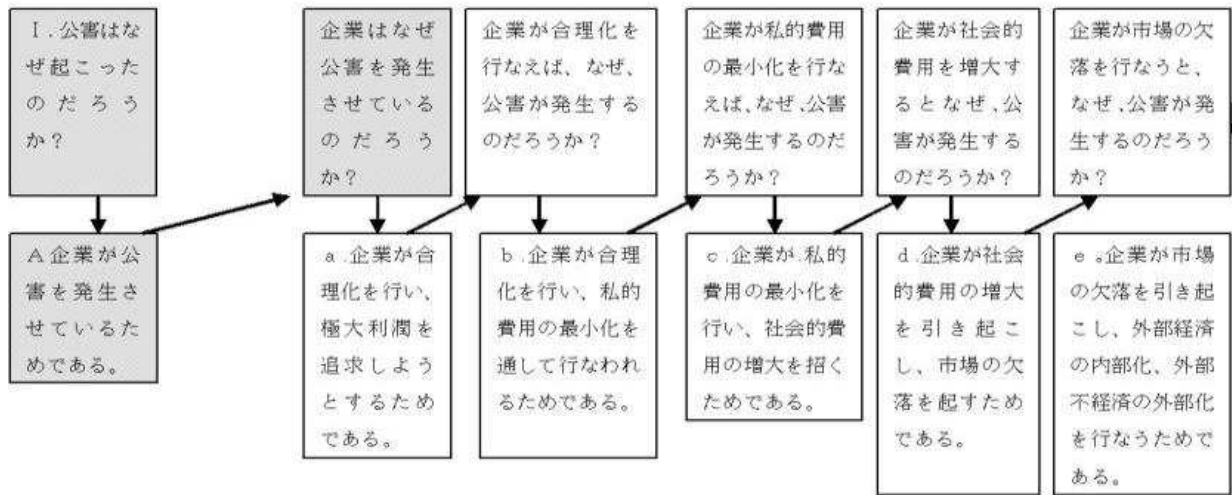 Ⅰ.公害はな
ぜ起こった
のだろう
か？
企業はなぜ
公害を発生
させている
のだろう
か？
企業が合理化を
行なえば、なぜ、
公害が発生する
のだろうか？
企業が私的費用
の最小化を行な
えば、なぜ、公害
が発生するのだ
ろうか？
企業が社会的
費用を増大す
るとなぜ、公
害が発生する
のだろうか？
企業が市場の欠
落を行なうと、
なぜ、公害が発
生するのだろう
か？
A企業が公
害を発生さ
せているた
めである。
a.企業が合
理化を行い、
極大利潤を
追求しよう
とするため
である。
b.企業が合理
化を行い、私的
費用の最小化を
通して行なわれ
るためである。
c.企業が.私的
費用の最小化を
行い、社会的費
用の増大を招く
ためである。
d.企業が社会
的費用の増大
を引き起こ
し、市場の欠
落を起すため
である。
e。企業が市場
の欠落を引き起
こし、外部経済
の内部化、外部
不経済の外部化
を行なうためで
ある。